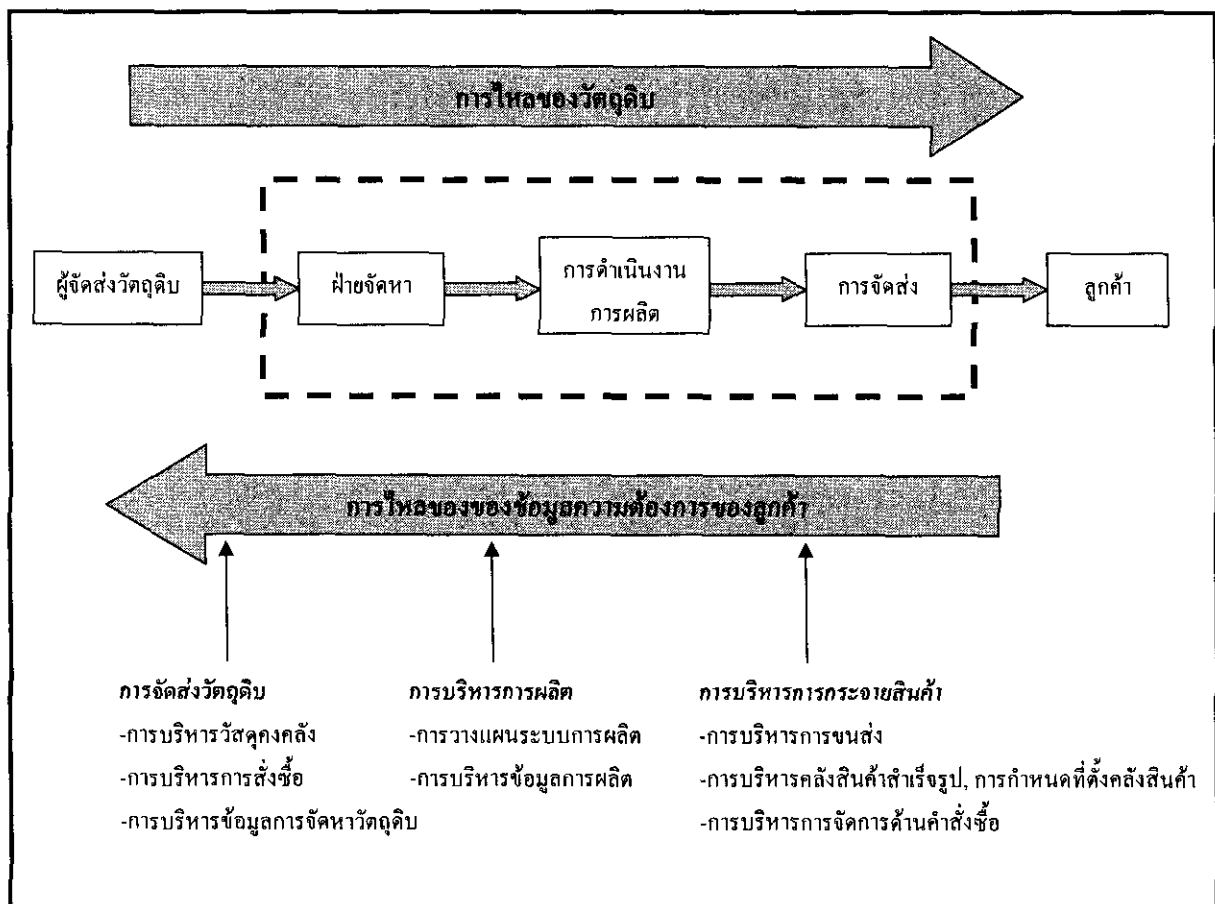 การไหลของวัตถุดิบ
ผู้จัดส่งวัตถุดิบ
ฝ่ายจัดหา
การดำเนินงาน
การผลิต
การจัดส่ง
ลูกค้า
การไหลของของข้อมูลความต้องการของลูกค้า
การจัดส่งวัตถุดิบ
-การบริหารวัสดุคงคลัง
-การบริหารการสั่งซื้อ
-การบริหารข้อมูลการจัดหาวัตถุดิบ
การบริหารการผลิต
-การวางแผนระบบการผลิต
-การบริหารข้อมูลการผลิต
การบริหารการกระจายสินค้า
-การบริหารการขนส่ง
-การบริหารคลังสินค้าสำเร็จรูป, การกำหนดที่ตั้งคลังสินค้า
-การบริหารการจัดการด้านคำสั่งซื้อ